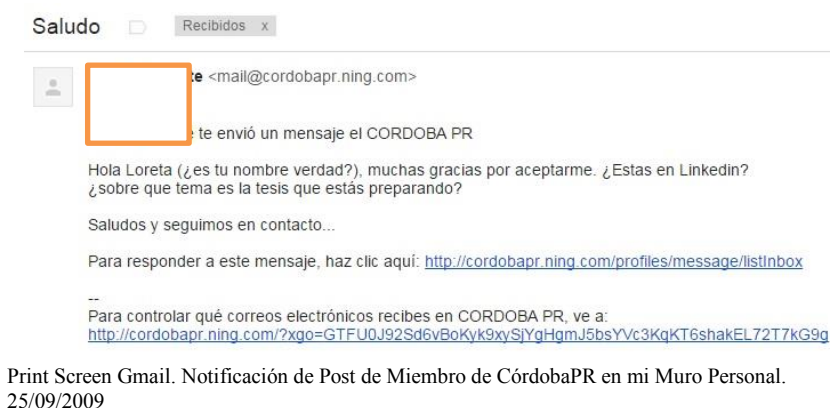 Saludo Recibidos x
te <mail@cordobapr.ning.com>
te envió un mensaje el CORDOBA PR
Hola Loreta (¿es tu nombre verdad?), muchas gracias por aceptarme. ¿Estas en Linkedin?
¿sobre que tema es la tesis que estás preparando?
Saludos y seguimos en contacto...
Para responder a este mensaje, haz clic aquí: http://cordobapr.ning.com/profiles/message/listInbox
--
Para controlar qué correos electrónicos recibes en CORDOBA PR, ve a:
http://cordobapr.ning.com/?xgo=GTFU0J92Sd6vBoKyk9xySjYgHgmJ5bsYVc3KqKT6shakEL72T7kG9g
Print Screen Gmail. Notificación de Post de Miembro de CórdobaPR en mi Muro Personal.
25/09/2009